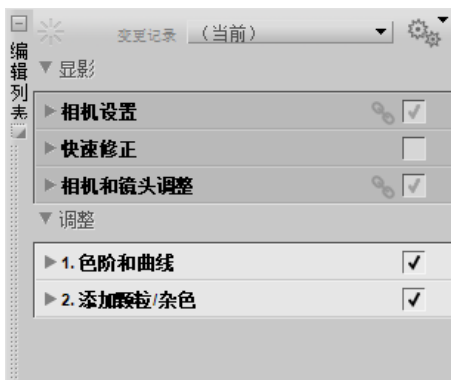 编辑列表
变更记录 （当前）
显影
相机设置
快速修正
相机和镜头调整
调整
1. 色阶和曲线
2. 添加颗粒/杂色